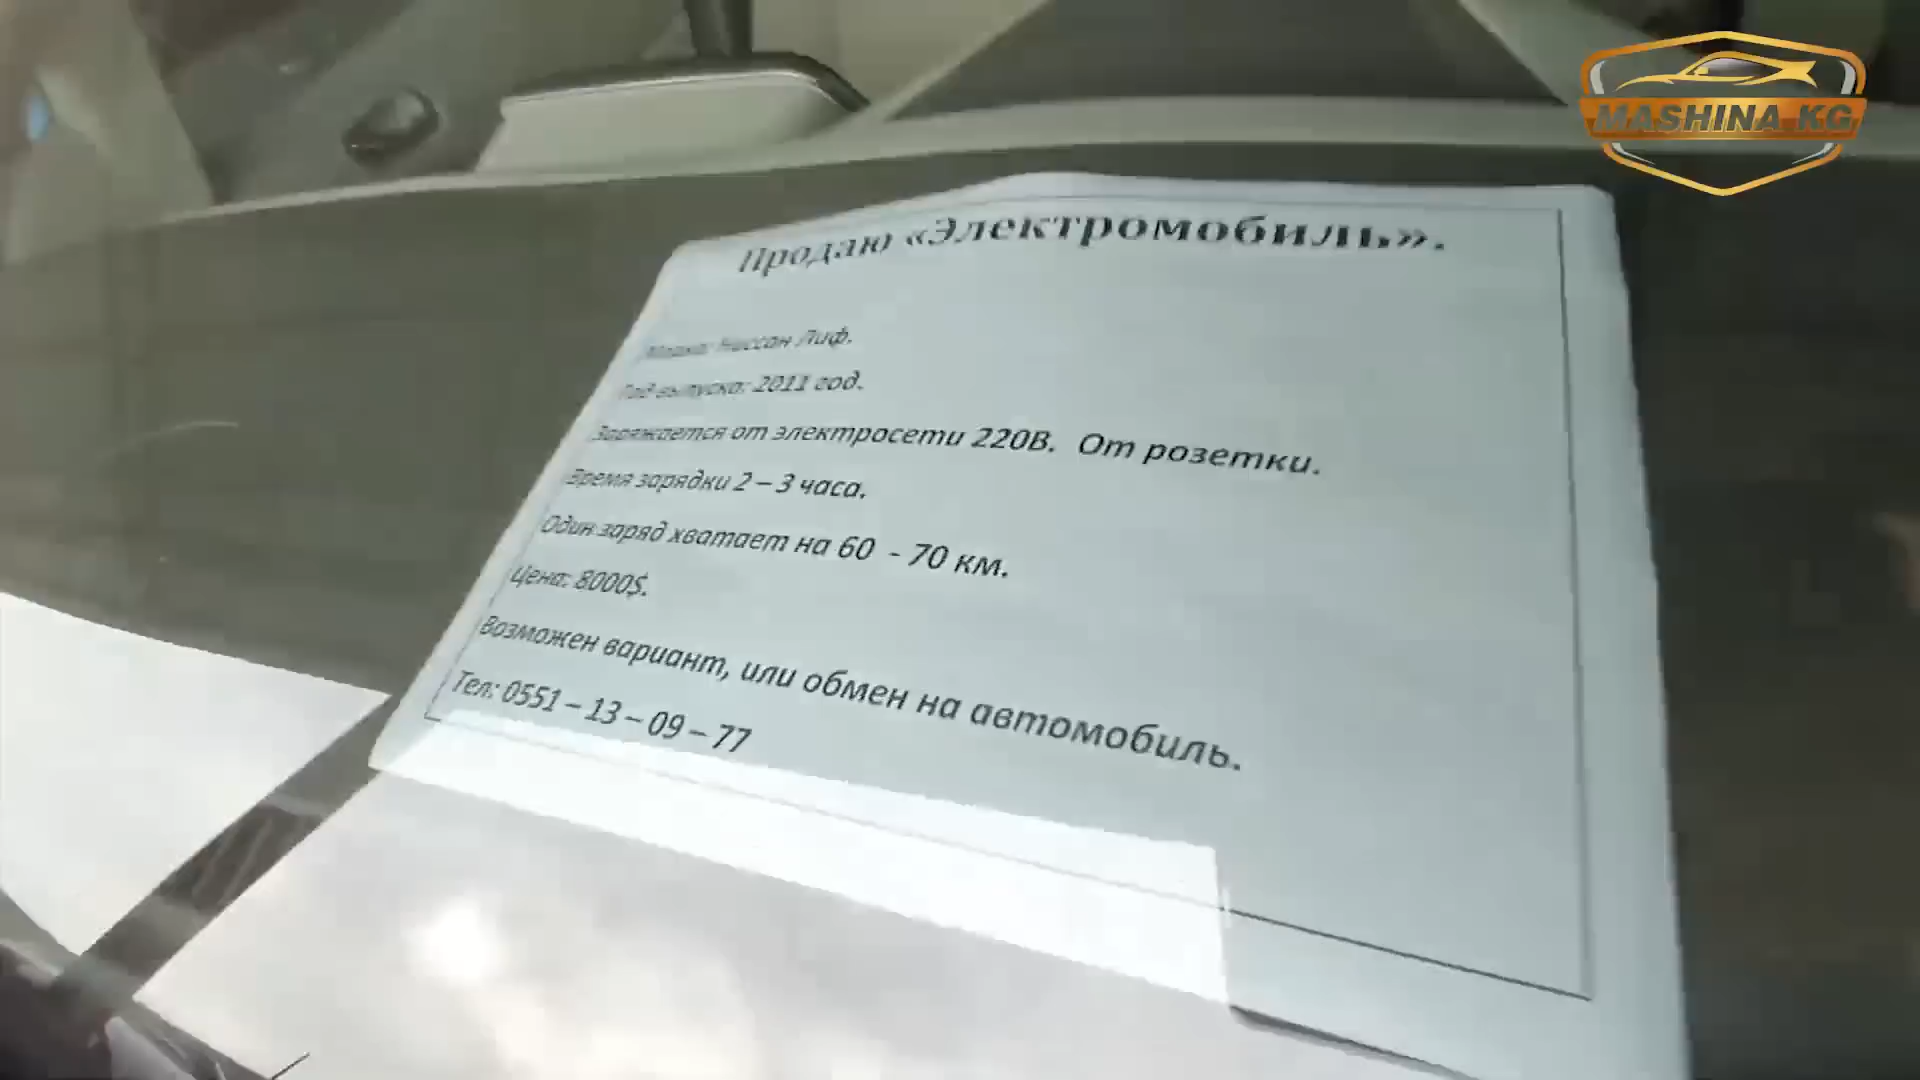 MASHINA KG
Продаю «Электромобиль».
Марка: Ниссан Лиф.
Год выпуска: 2011 год.
Заряжается от электросети 220В. От розетки.
Время зарядки 2 – 3 часа.
Один заряд хватает на 60 - 70 км.
Цена: 8000$.
Возможен вариант, или обмен на автомобиль.
Тел: 0551 – 13 – 09 – 77